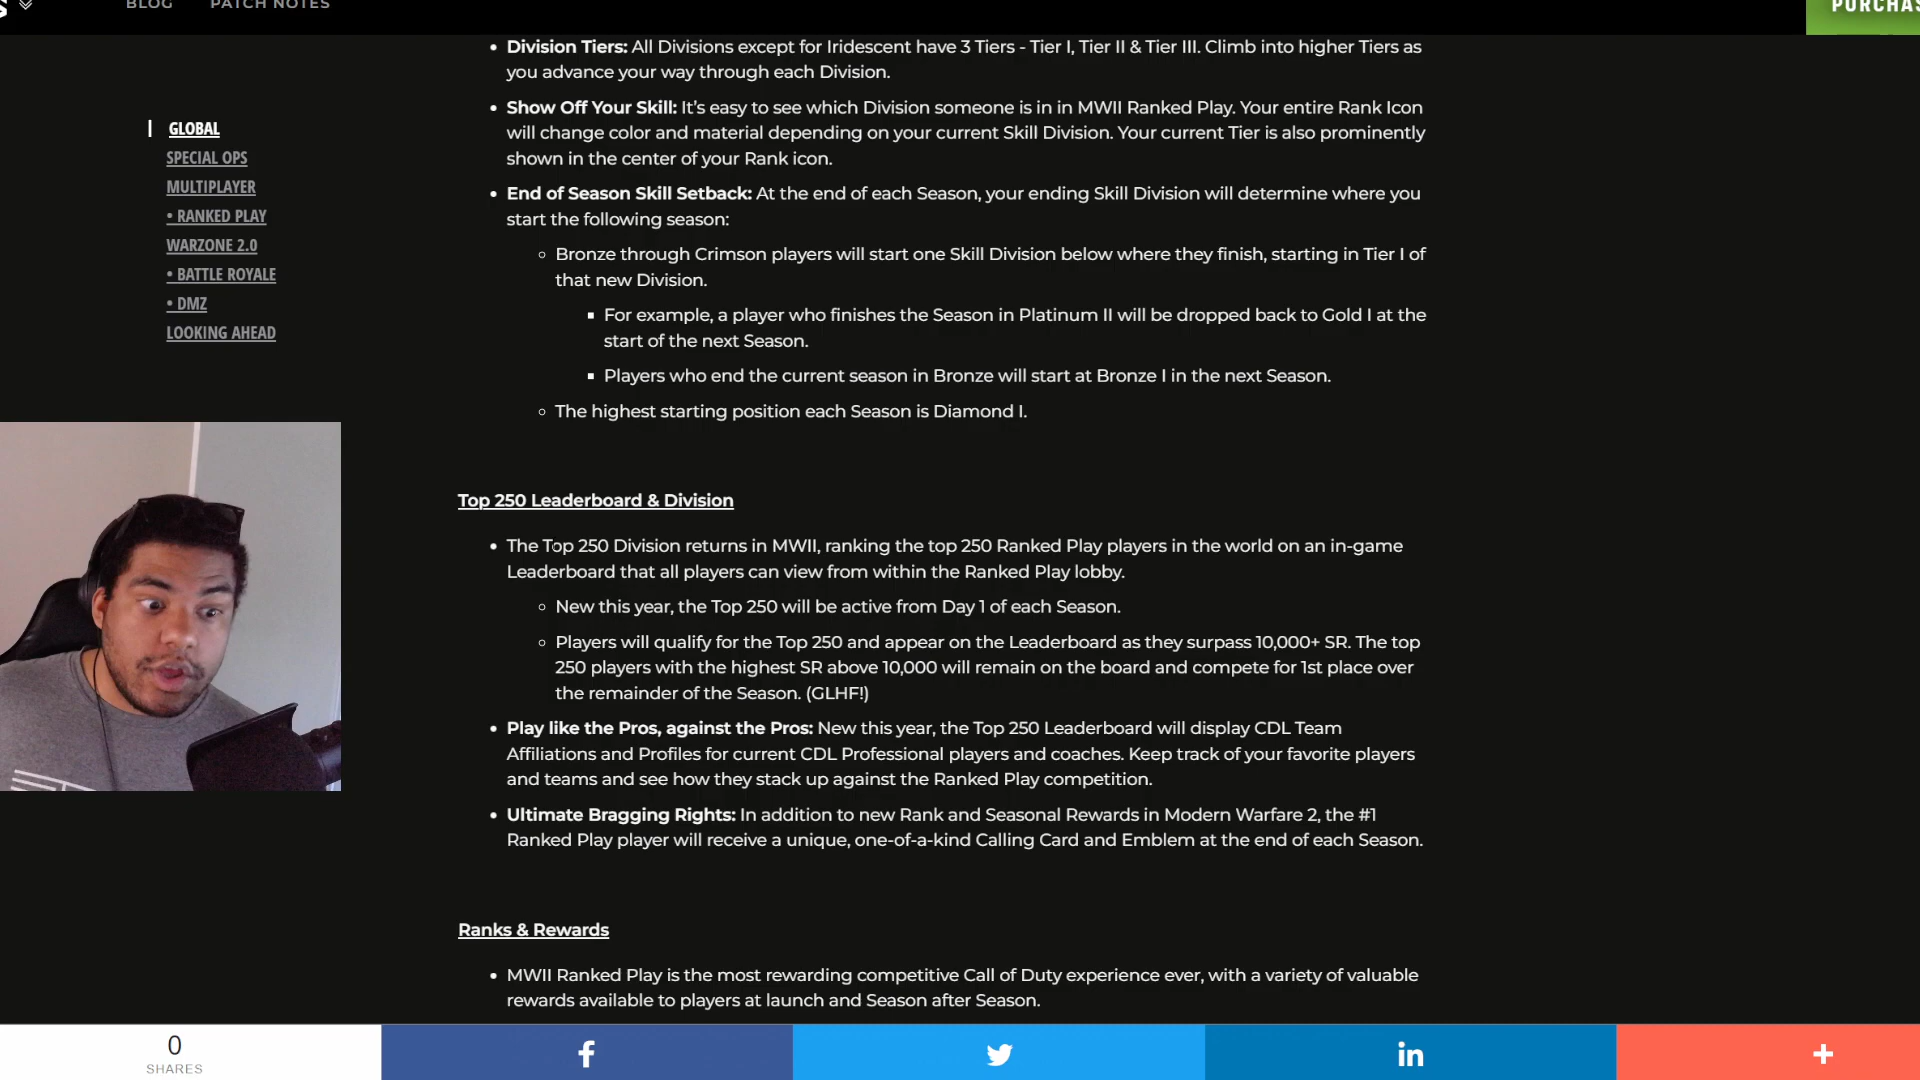 BLOG
PATCH NOTES
Division Tiers: All Divisions except for Iridescent have 3 Tiers - Tier I, Tier II & Tier III. Climb into higher Tiers as
you advance your way through each Division.
Show Off Your Skill: It's easy to see which Division someone is in in MWII Ranked Play. Your entire Rank Icon
will change color and material depending on your current Skill Division. Your current Tier is also prominently
shown in the center of your Rank icon.
End of Season Skill Setback: At the end of each Season, your ending Skill Division will determine where you
start the following season:
Bronze through Crimson players will start one Skill Division below where they finish, starting in Tier I of
that new Division.
For example, a player who finishes the Season in Platinum II will be dropped back to Gold I at the
start of the next Season.
Players who end the current season in Bronze will start at Bronze I in the next Season.
The highest starting position each Season is Diamond I.
GLOBAL
SPECIAL OPS
MULTIPLAYER
• RANKED PLAY
WARZONE 2.0
• BATTLE ROYALE
• DMZ
LOOKING AHEAD
Top 250 Leaderboard & Division
The Top 250 Division returns in MWII, ranking the top 250 Ranked Play players in the world on an in-game
Leaderboard that all players can view from within the Ranked Play lobby.
New this year, the Top 250 will be active from Day 1 of each Season.
Players will qualify for the Top 250 and appear on the Leaderboard as they surpass 10,000+ SR. The top
250 players with the highest SR above 10,000 will remain on the board and compete for 1st place over
the remainder of the Season. (GLHF!)
Play like the Pros, against the Pros: New this year, the Top 250 Leaderboard will display CDL Team
Affiliations and Profiles for current CDL Professional players and coaches. Keep track of your favorite players
and teams and see how they stack up against the Ranked Play competition.
Ultimate Bragging Rights: In addition to new Rank and Seasonal Rewards in Modern Warfare 2, the #1
Ranked Play player will receive a unique, one-of-a-kind Calling Card and Emblem at the end of each Season.
Ranks & Rewards
MWII Ranked Play is the most rewarding competitive Call of Duty experience ever, with a variety of valuable
rewards available to players at launch and Season after Season.
0
SHARES